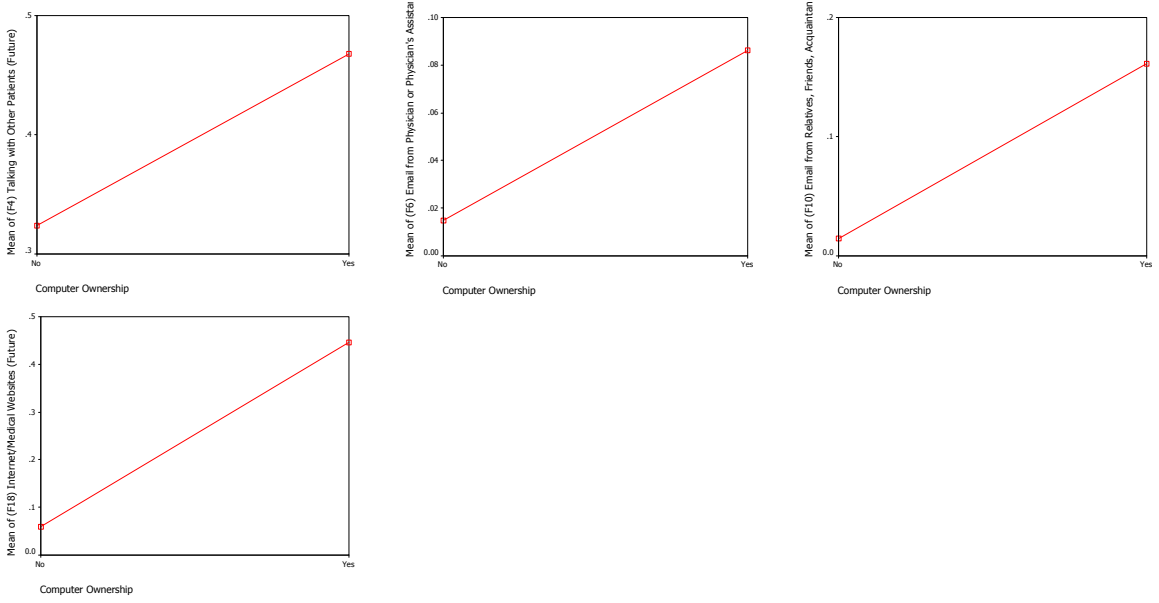 Mean of (F4) Talking with Other Patients (Future)
.5
.4
.3
No
Yes
Computer Ownership
Mean of (F6) Email from Physician or Physician's
.10
.08
.06
.04
.02
0.00
No
Yes
Computer Ownership
Mean of (F10) Email from Relatives, Friends,
.2
.1
0.0
No
Yes
Computer Ownership
Mean of (F18) Internet/Medical Websites (Future)
.5
.4
.3
.2
.1
0.0
No
Yes
Computer Ownership